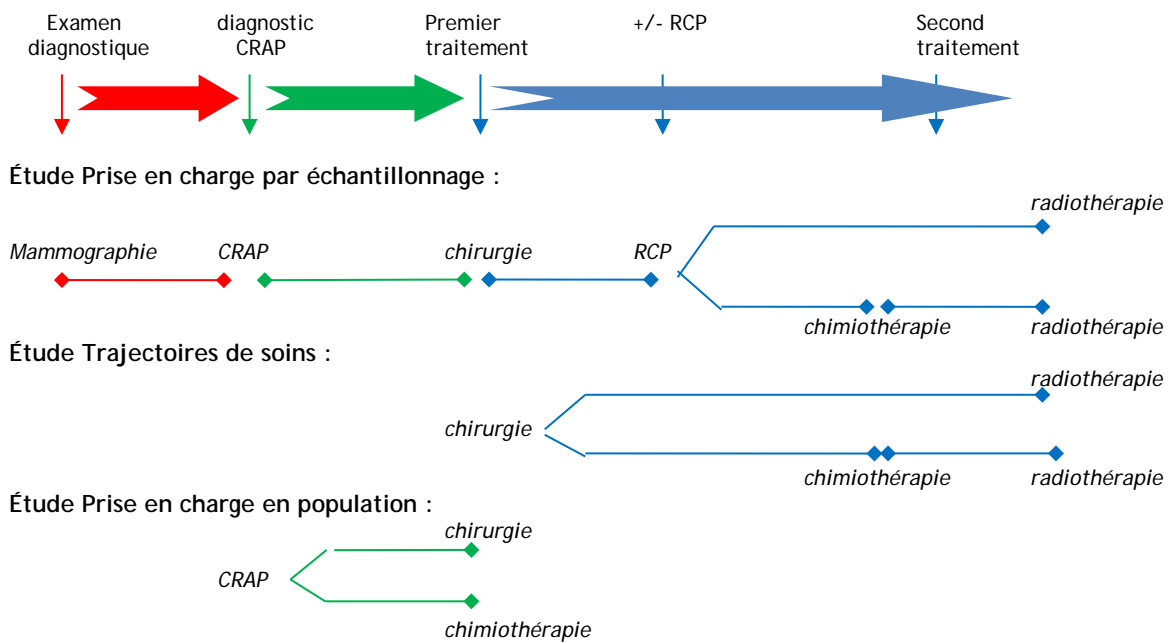 Examen
diagnostique
diagnostic
CRAP
Premier
traitement
+/- RCP
Second
traitement
Étude Prise en charge par échantillonnage :
radiothérapie
Mammographie
CRAP
chirurgie
RCP
chimiothérapie
radiothérapie
Étude Trajectoires de soins :
radiothérapie
chirurgie
chimiothérapie
radiothérapie
Étude Prise en charge en population :
chirurgie
CRAP
chimiothérapie